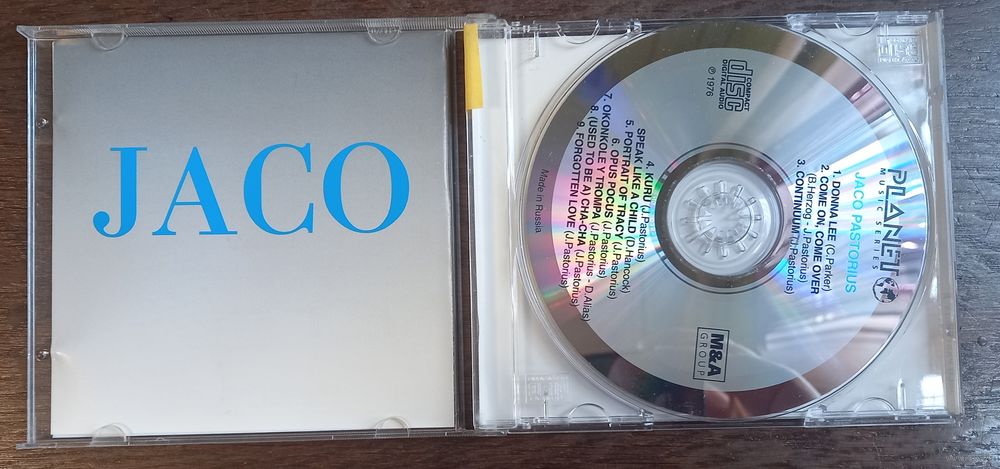 JACO
PLANET
MUSIC SERIES
JACO PASTORIUS
1. DONNA LEE (C.Parker)
2. COME ON, COME OVER
(B.Herzog - J.Pastorius)
3. CONTINUUM (J.Pastorius)
COMPACT
disc
DIGITAL AUDIO
℗ 1976
4. KURU (J.Pastorius)
SPEAK LIKE A CHILD (D.Hancock)
5. PORTRAIT OF TRACY (J.Pastorius)
6. OPUS POCUS (J.Pastorius)
7. OKONKOLE Y TROMPA (J.Pastorius - D.Alias)
8. (USED TO BE A) CHA-CHA (J.Pastorius)
9. FORGOTTEN LOVE (J.Pastorius)
Made in Russia
M&A
GROUP